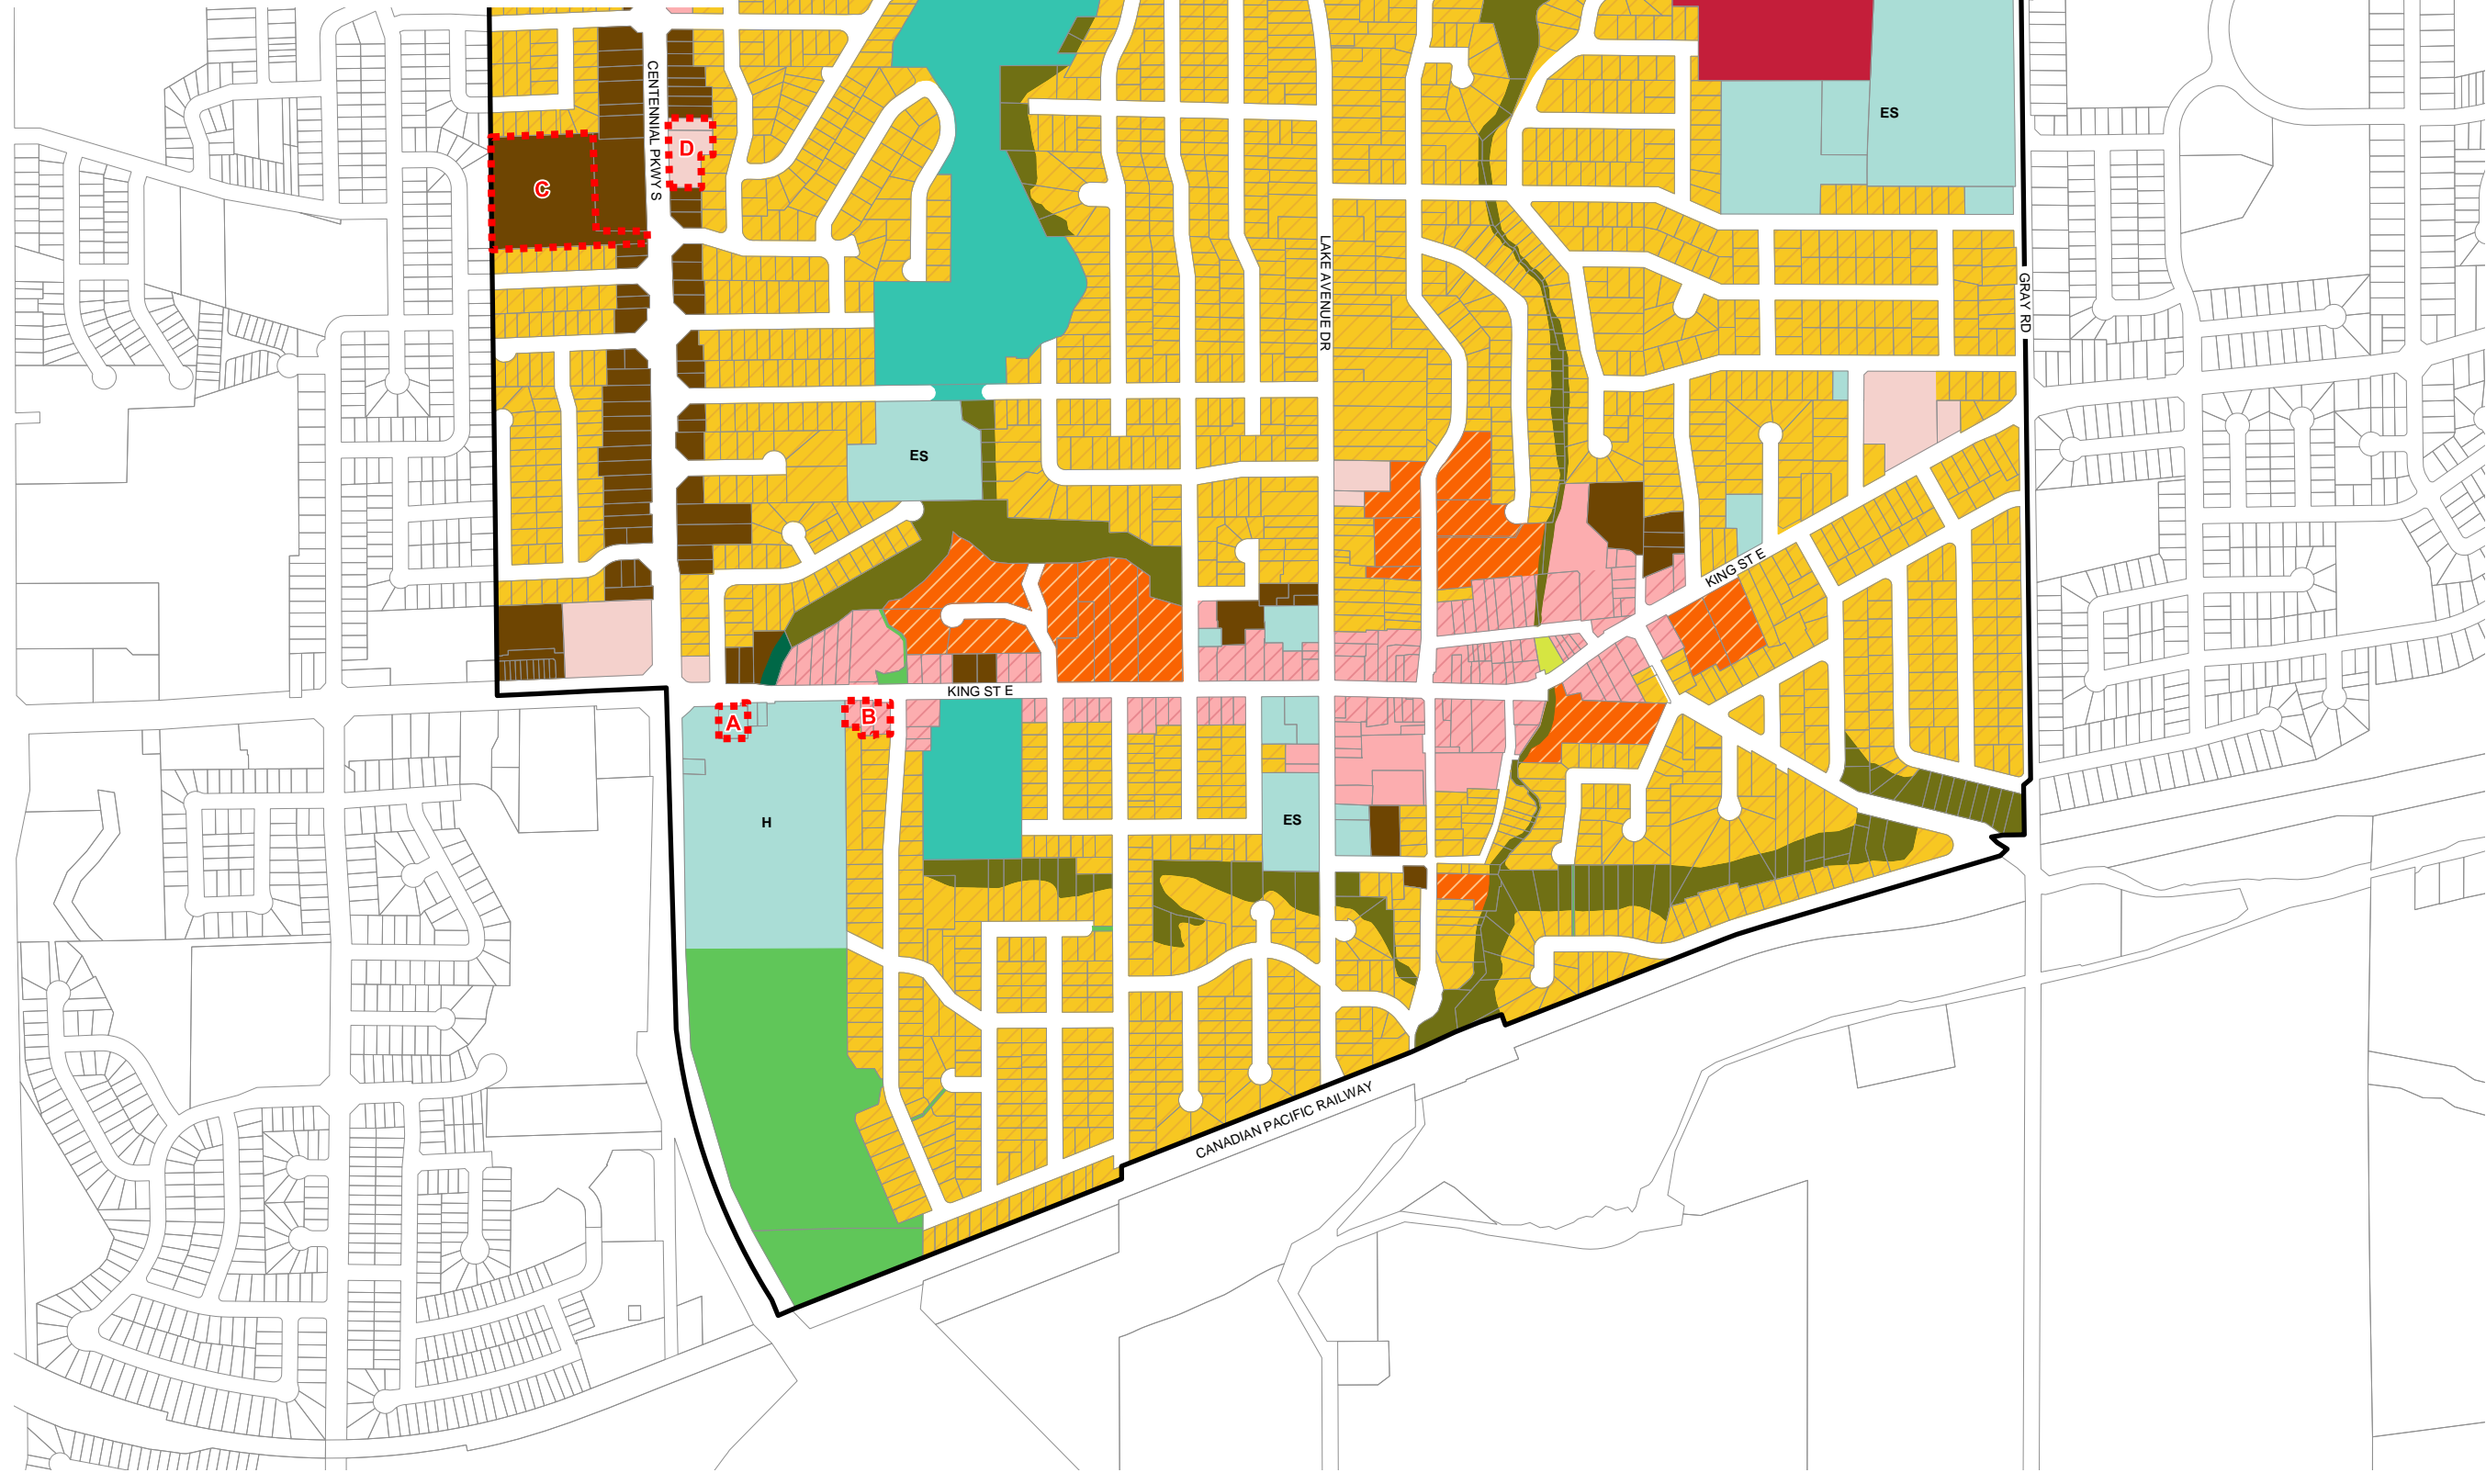 CENTENNIAL PKWY S
D
C
ES
LAKE AVENUE DR
GRAY RD
ES
KING ST E
KING ST E
A
B
H
ES
CANADIAN PACIFIC RAILWAY